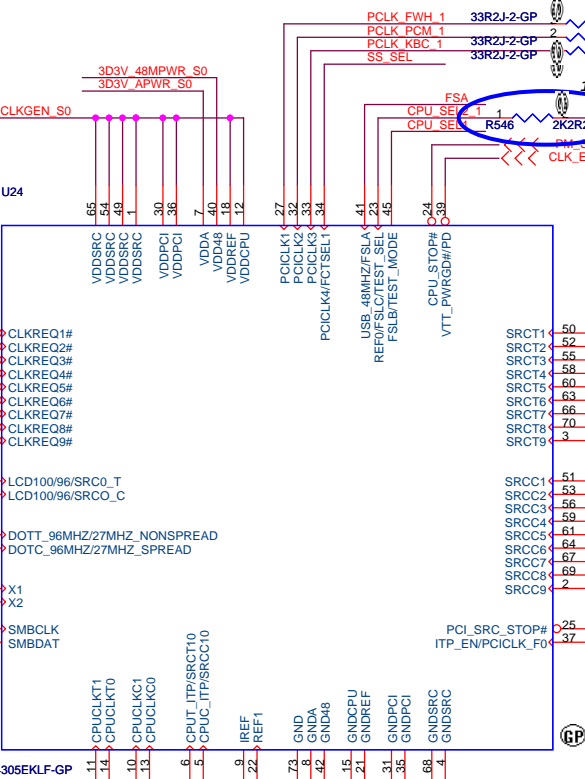 PCLK_FWH_1 33R2J-2-GP
PCLK_PCM_1 2
33R2J-2-GP
PCLK_KBC_1 33R2J-2-GP
SS_SEL
3D3V_48MPWR_S0
3D3V_APWR_S0
CLKGEN_S0
FSA
CPU_SEL2_1 1
CPU_SEL1 R546 2K2R2
CLK_E
U24
65 54 49 1 30 36 7 40 18 12 27 32 33 34 41 23 45 24 39
VDDSRC
VDDSRC
VDDSRC
VDDSRC
VDDPCI
VDDPCI
VDDA
VDD48
VDDREF
VDDCPU
PCICLK1
PCICLK2
PCICLK3
PCICLK4/FCTSEL1
USB_48MHZ/FSLA
REF0/FSLC/TEST_SEL
FSLB/TEST_MODE
CPU_STOP#
VTT_PWRGD#/PD
CLKREQ1# SRCT1 50
CLKREQ2# SRCT2 52
CLKREQ3# SRCT3 55
CLKREQ4# SRCT4 58
CLKREQ5# SRCT5 60
CLKREQ6# SRCT6 63
CLKREQ7# SRCT7 66
CLKREQ8# SRCT8 70
CLKREQ9# SRCT9 3
LCD100/96/SRC0_T SRCC1 51
LCD100/96/SRCO_C SRCC2 53
SRCC3 56
SRCC4 59
DOTT_96MHZ/27MHZ_NONSPREAD SRCC5 61
DOTC_96MHZ/27MHZ_SPREAD SRCC6 64
SRCC7 67
SRCC8 69
X1 SRCC9 2
X2
SMBCLK PCI_SRC_STOP# 25
SMBDAT ITP_EN/PCICLK_F0 37
CPUCLKT1
CPUCLKT0
CPUCLKC1
CPUCLKC0
CPUT_ITP/SRCT10
CPUC_ITP/SRCC10
IREF
REF1
GND
GNDA
GND48
GNDCPU
GNDREF
GNDPCI
GNDPCI
GNDSRC
GNDSRC
GP
305EKLF-GP
11 14 10 13 6 5 9 22 73 8 42 15 21 31 35 68 4